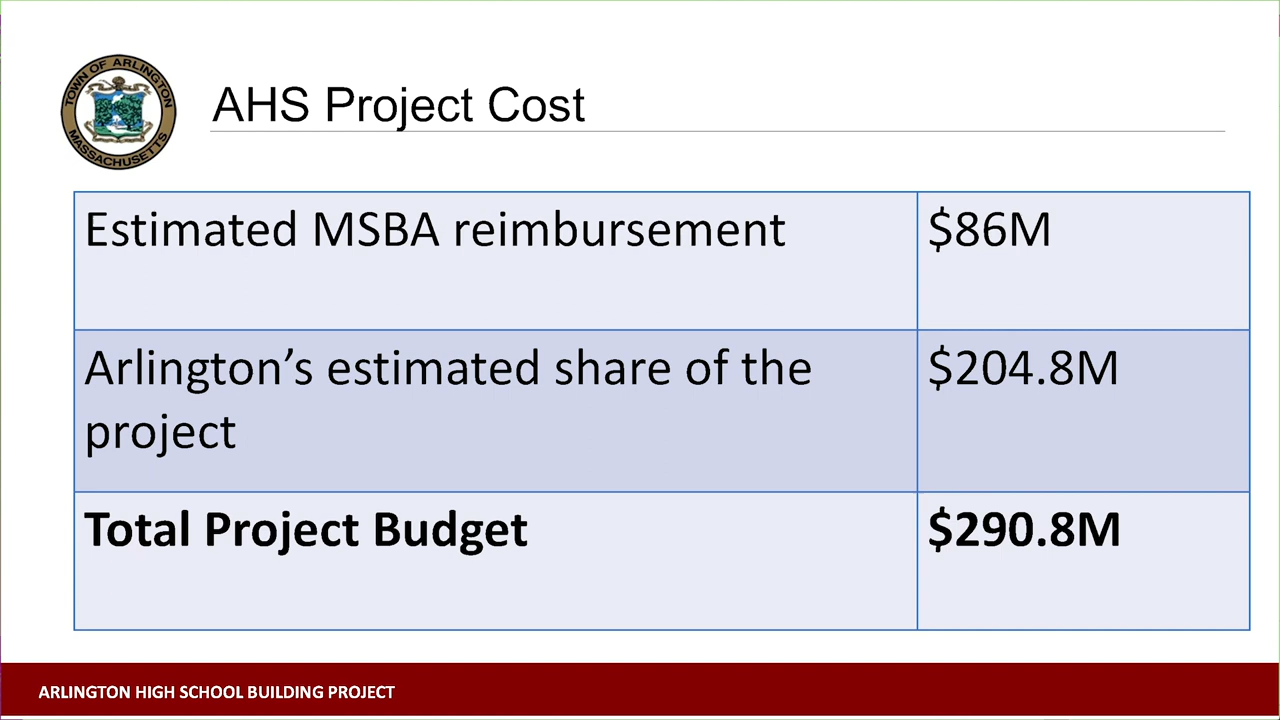 TOWN OF ARLINGTON
MASSACHUSETTS
AHS Project Cost
Estimated MSBA reimbursement $86M
Arlington’s estimated share of the $204.8M
project
Total Project Budget $290.8M
ARLINGTON HIGH SCHOOL BUILDING PROJECT